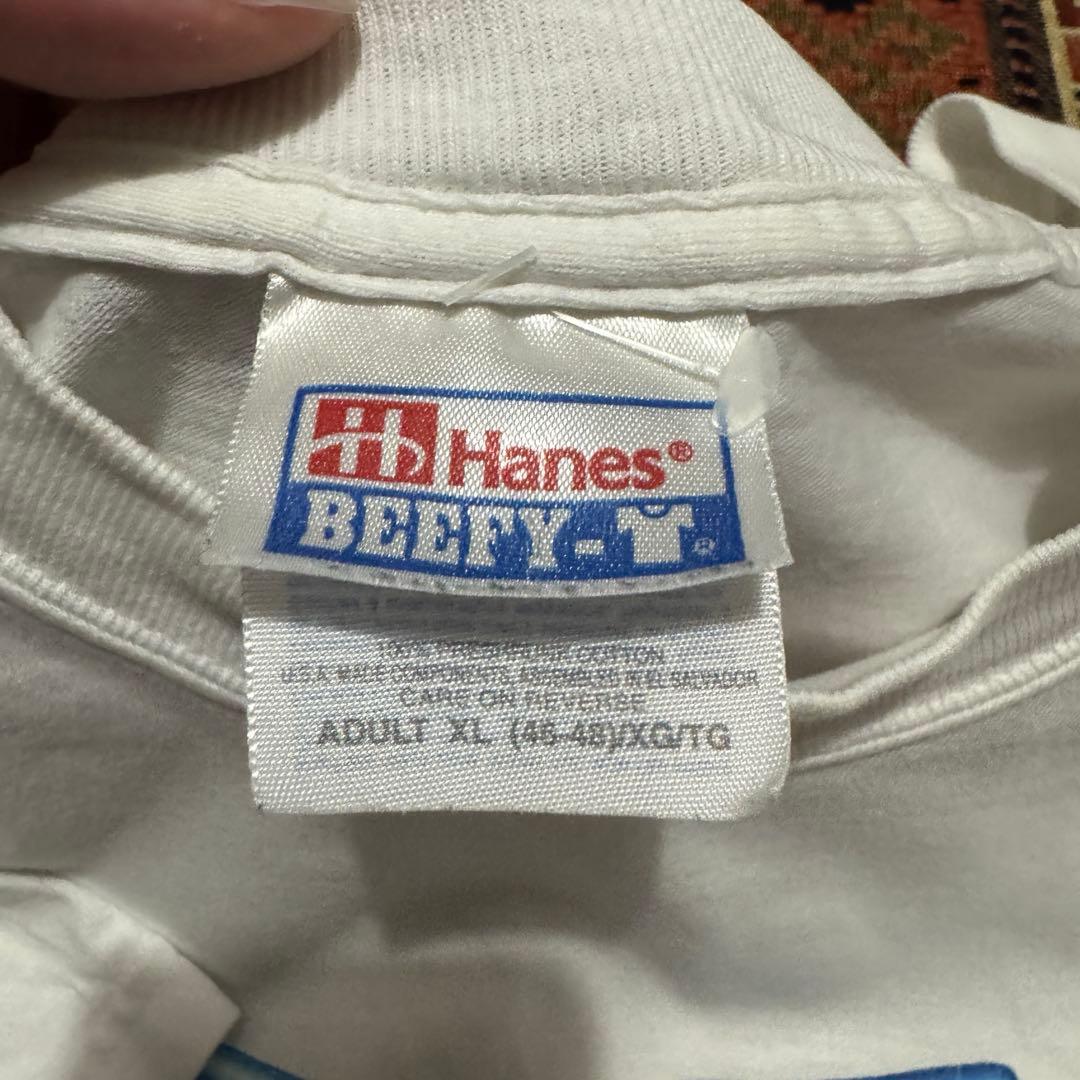 Hanes®
BEEFY-T®
100% PRESHRUNK COTTON
U.S.A. MADE COMPONENTS, ASSEMBLED IN EL SALVADOR
CARE ON REVERSE
ADULT XL (46-48)/XG/TG